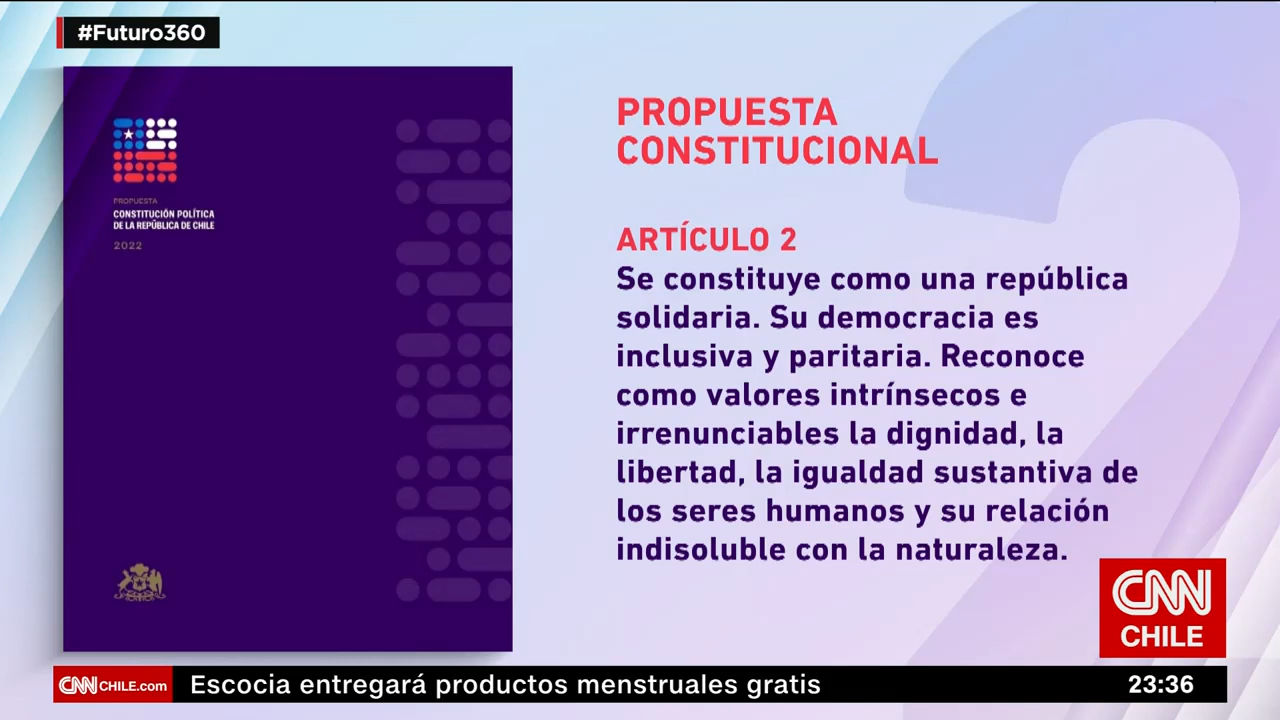 #Futuro360
PROPUESTA
CONSTITUCIÓN POLÍTICA
DE LA REPÚBLICA DE CHILE
2022
PROPUESTA
CONSTITUCIONAL
ARTÍCULO 2
Se constituye como una república
solidaria. Su democracia es
inclusiva y paritaria. Reconoce
como valores intrínsecos e
irrenunciables la dignidad, la
libertad, la igualdad sustantiva de
los seres humanos y su relación
indisoluble con la naturaleza.
CNN
CHILE
CNNCHILE.com Escocia entregará productos menstruales gratis 23:36